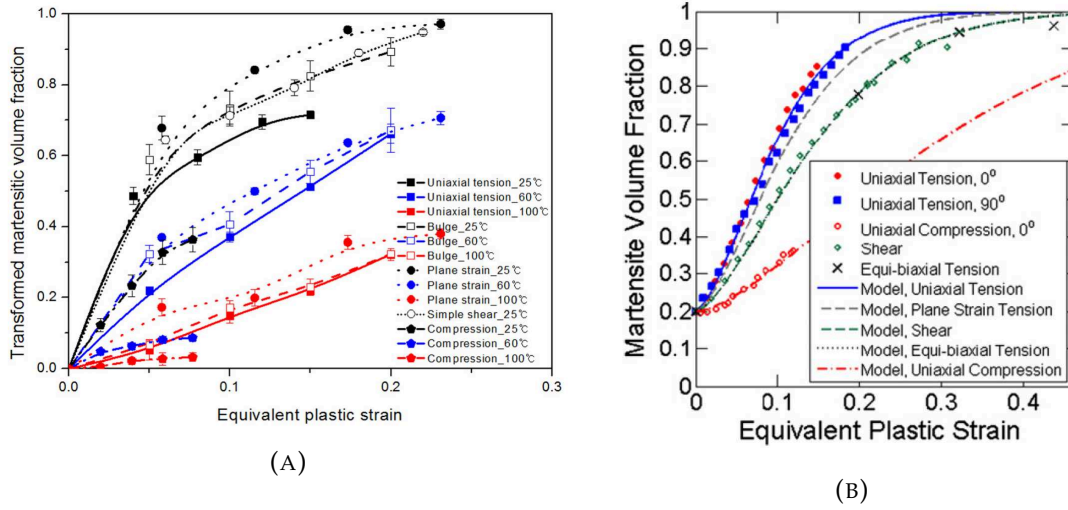 Transformed martensitic volume fraction
1.0
0.8
0.6
0.4
0.2
0.0
0.0
0.1
0.2
0.3
Equivalent plastic strain
Uniaxial tension_25℃
Uniaxial tension_60℃
Uniaxial tension_100℃
Bulge_25℃
Bulge_60℃
Bulge_100℃
Plane strain_25℃
Plane strain_60℃
Plane strain_100℃
Simple shear_25℃
Compression_25℃
Compression_60℃
Compression_100℃
(A)
Martensite Volume Fraction
1
0.9
0.8
0.7
0.6
0.5
0.4
0.3
0.2
0.1
0
0
0.1
0.2
0.3
0.4
Equivalent Plastic Strain
Uniaxial Tension, 0°
Uniaxial Tension, 90°
Uniaxial Compression, 0°
Shear
Equi-biaxial Tension
Model, Uniaxial Tension
Model, Plane Strain Tension
Model, Shear
Model, Equi-biaxial Tension
Model, Uniaxial Compression
(B)